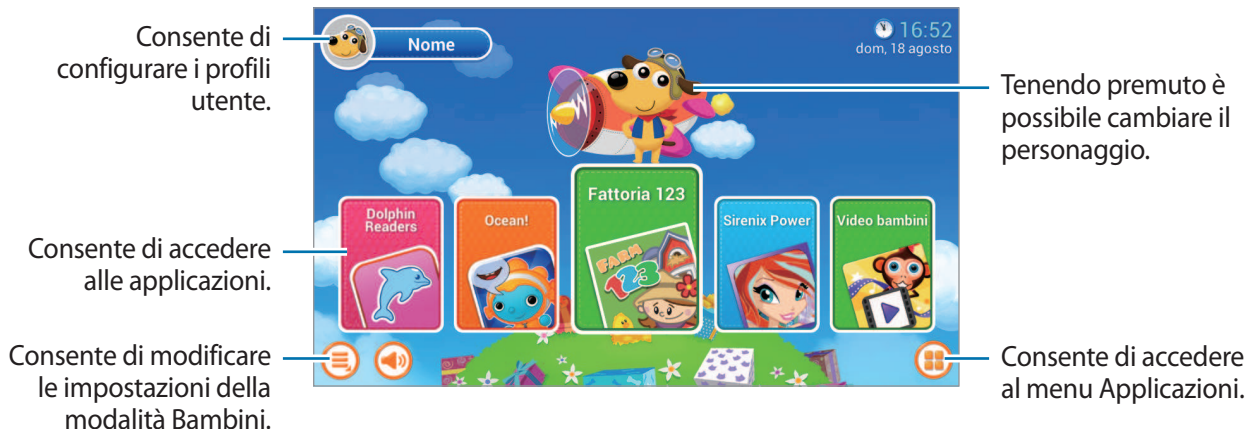 Consente di
configurare i profili
utente.
Nome
16:52
dom, 18 agosto
Tenendo premuto è
possibile cambiare il
personaggio.
Dolphin
Readers
Ocean!
Fattoria 123
Sirenix Power
Video bambini
FARM
123
Consente di accedere
alle applicazioni.
Consente di modificare
le impostazioni della
modalità Bambini.
Consente di accedere
al menu Applicazioni.